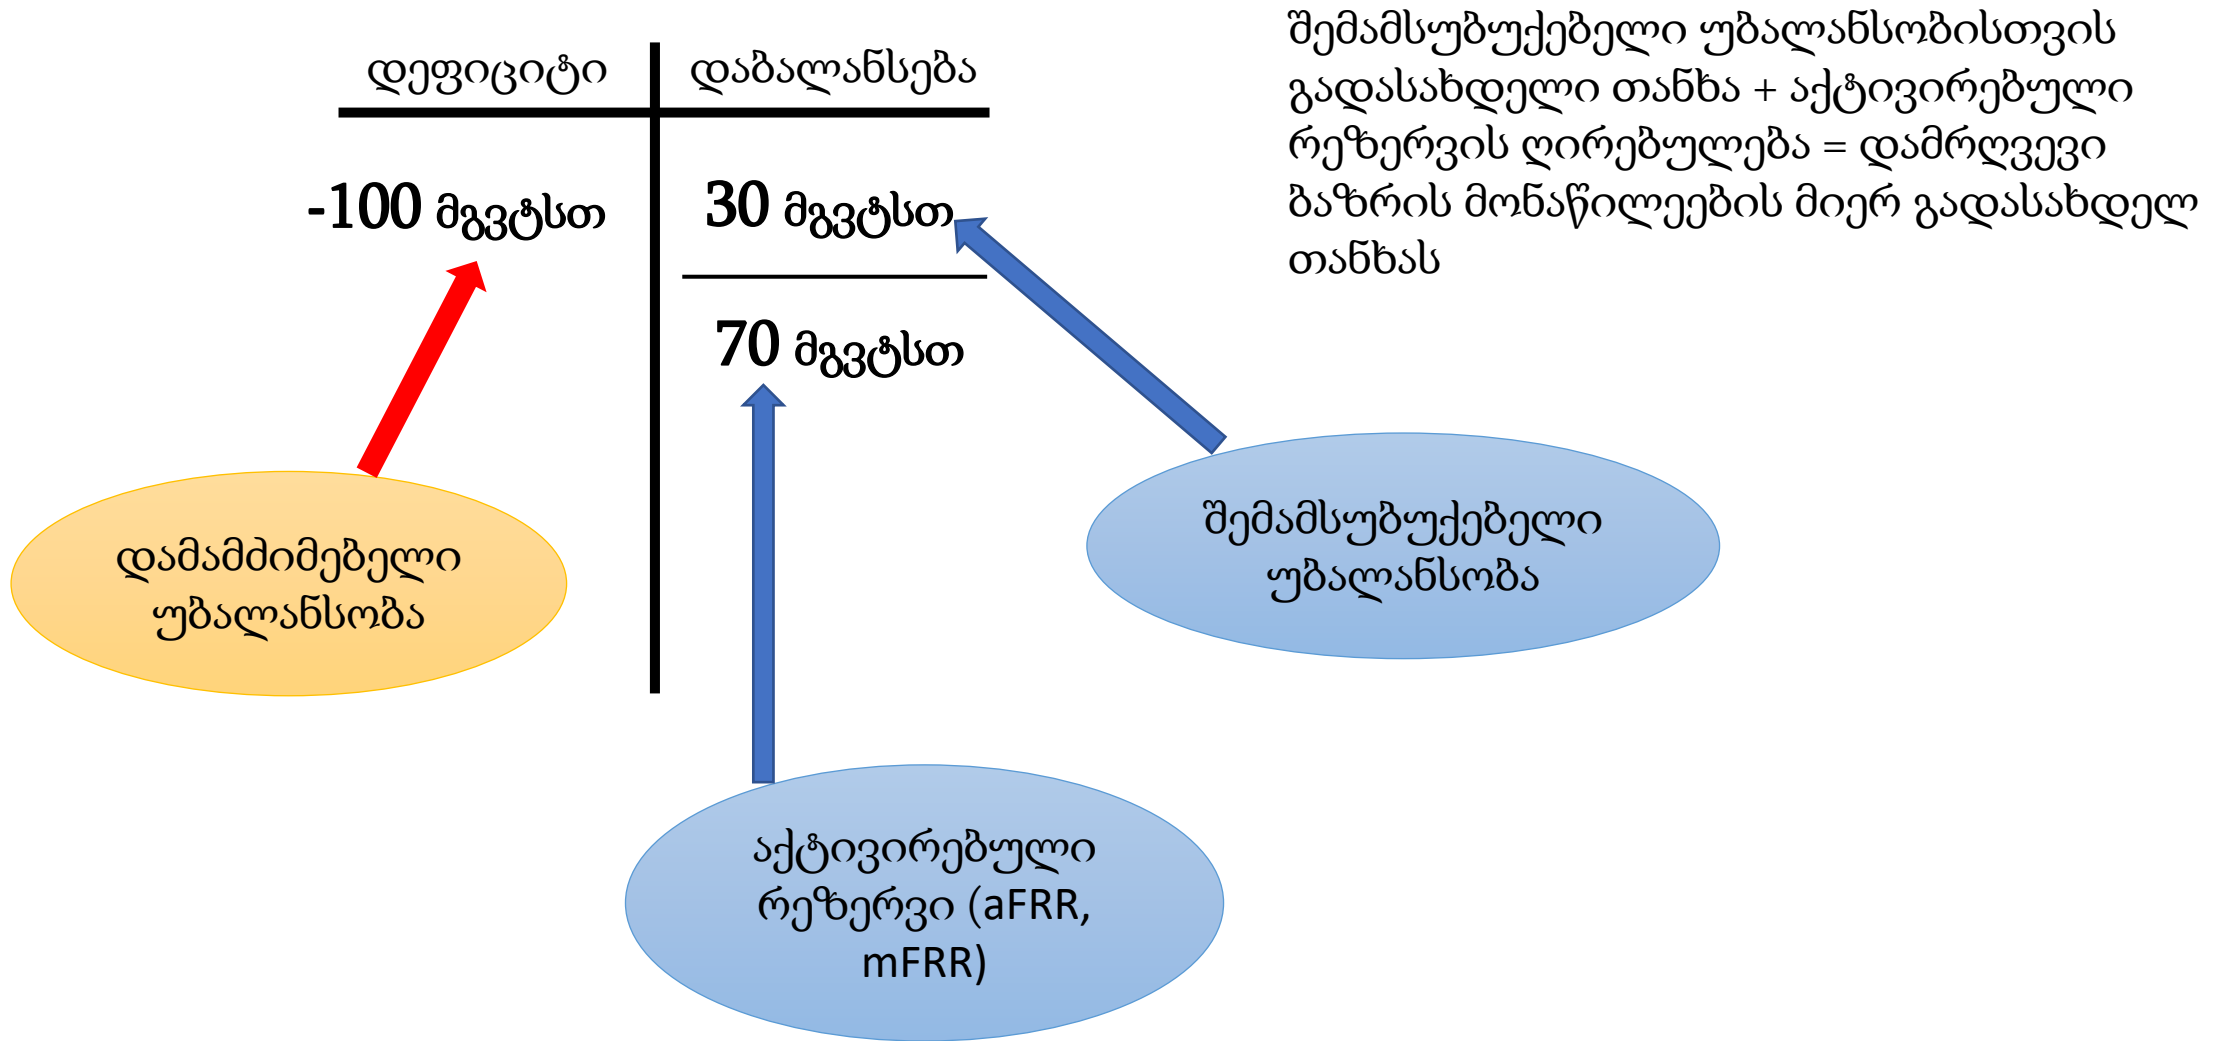 დეფიციტი
დაბალანსება
-100 მგვტსთ
30 მგვტსთ
70 მგვტსთ
შემამსუბუქებელი უბალანსობისთვის
გადასახდელი თანხა + აქტივირებული
რეზერვის ღირებულება = დამრღვევი
ბაზრის მონაწილეების მიერ გადასახდელ
თანხას
დამამძიმებელი
უბალანსობა
შემამსუბუქებელი
უბალანსობა
აქტივირებული
რეზერვი (aFRR,
mFRR)